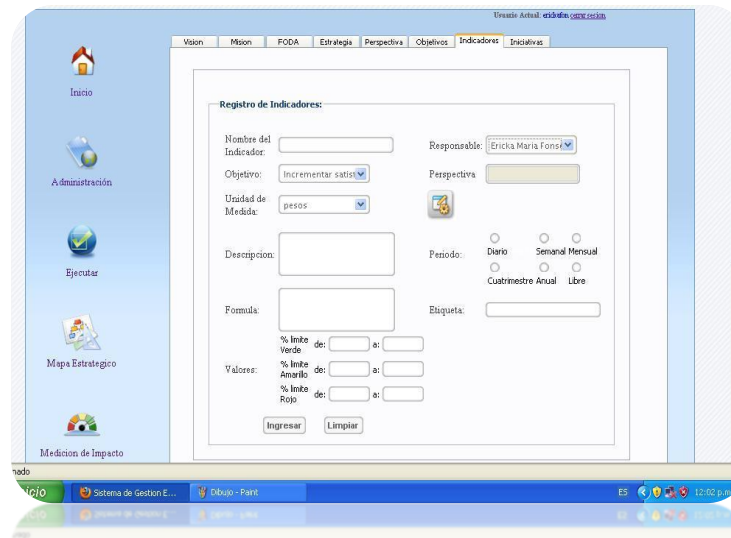 Usuario Actual: erickafon cerrar sesion
Vision Mision FODA Estrategia Perspectiva Objetivos Indicadores Iniciativas
Inicio
Administración
Ejecutar
Mapa Estrategico
Medicion de Impacto
Registro de Indicadores:
Nombre del
Indicador:
Responsable: Ericka Maria Fonse
Objetivo: Incrementar satist
Perspectiva
Unidad de
Medida: pesos
Descripcion:
Periodo: Diario Semanal Mensual
Cuatrimestre Anual Libre
Formula:
Etiqueta:
Valores:
% limite
Verde de: a:
% limite
Amarillo de: a:
% limite
Rojo de: a:
Ingresar Limpiar
nado
icio Sistema de Gestion E... Dibujo - Paint ES 12:02 p.m